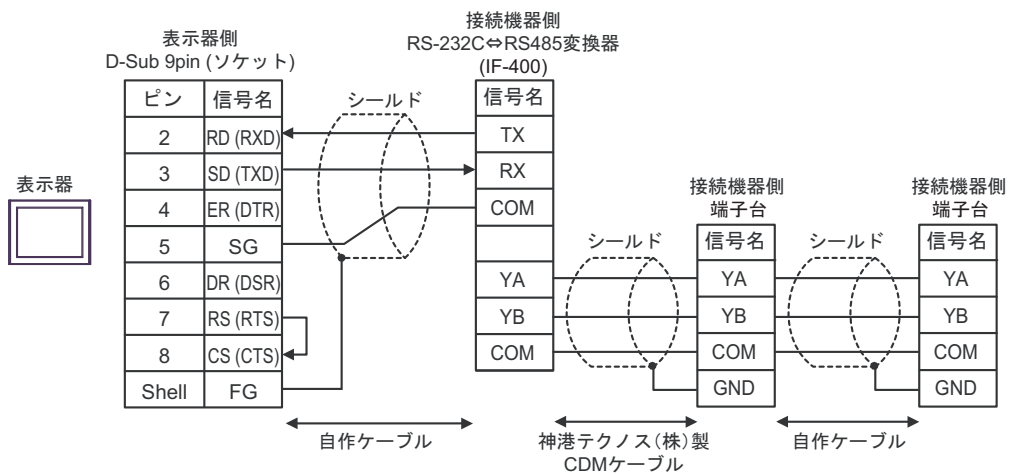 表示器側
D-Sub 9pin (ソケット)
接続機器側
RS-232C⇔RS485変換器
(IF-400)
ピン 信号名
2 RD (RXD)
3 SD (TXD)
4 ER (DTR)
5 SG
6 DR (DSR)
7 RS (RTS)
8 CS (CTS)
Shell FG
表示器
シールド
信号名
TX
RX
COM
YA
YB
COM
シールド
接続機器側
端子台
信号名
YA
YB
COM
GND
シールド
接続機器側
端子台
信号名
YA
YB
COM
GND
自作ケーブル
神港テクノス(株)製
CDMケーブル
自作ケーブル